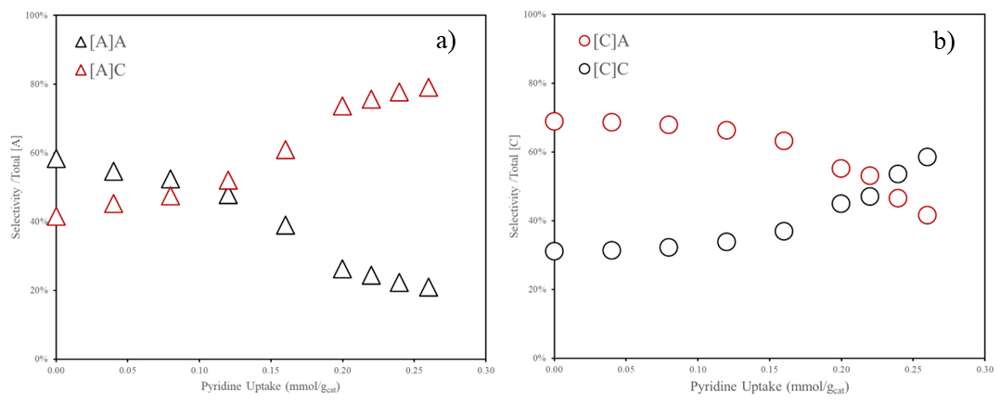 100%
80%
60%
40%
20%
0%
0.00 0.05 0.10 0.15 0.20 0.25 0.30
Selectivity /Total [A]
Pyridine Uptake (mmol/gcat)
[A]A
[A]C
a)
100%
80%
60%
40%
20%
0%
0.00 0.05 0.10 0.15 0.20 0.25 0.30
Selectivity /Total [C]
Pyridine Uptake (mmol/gcat)
[C]A
[C]C
b)